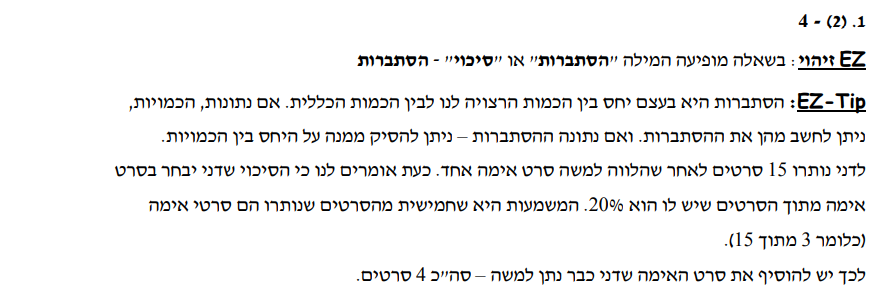 1. (2) - 4
EZ זיהוי: בשאלה מופיעה המילה "הסתברות" או "סיכוי" - הסתברות
EZ-Tip: הסתברות היא בעצם יחס בין הכמות הרצויה לנו לבין הכמות הכללית. אם נתונות, הכמויות,
ניתן לחשב מהן את ההסתברות. ואם נתונה ההסתברות – ניתן להסיק ממנה על היחס בין הכמויות.
לדני נותרו 15 סרטים לאחר שהלווה למשה סרט אימה אחד. כעת אומרים לנו כי הסיכוי שדני יבחר בסרט
אימה מתוך הסרטים שיש לו הוא 20%. המשמעות היא שחמישית מהסרטים שנותרו הם סרטי אימה
(כלומר 3 מתוך 15).
לכך יש להוסיף את סרט האימה שדני כבר נתן למשה – סה"כ 4 סרטים.